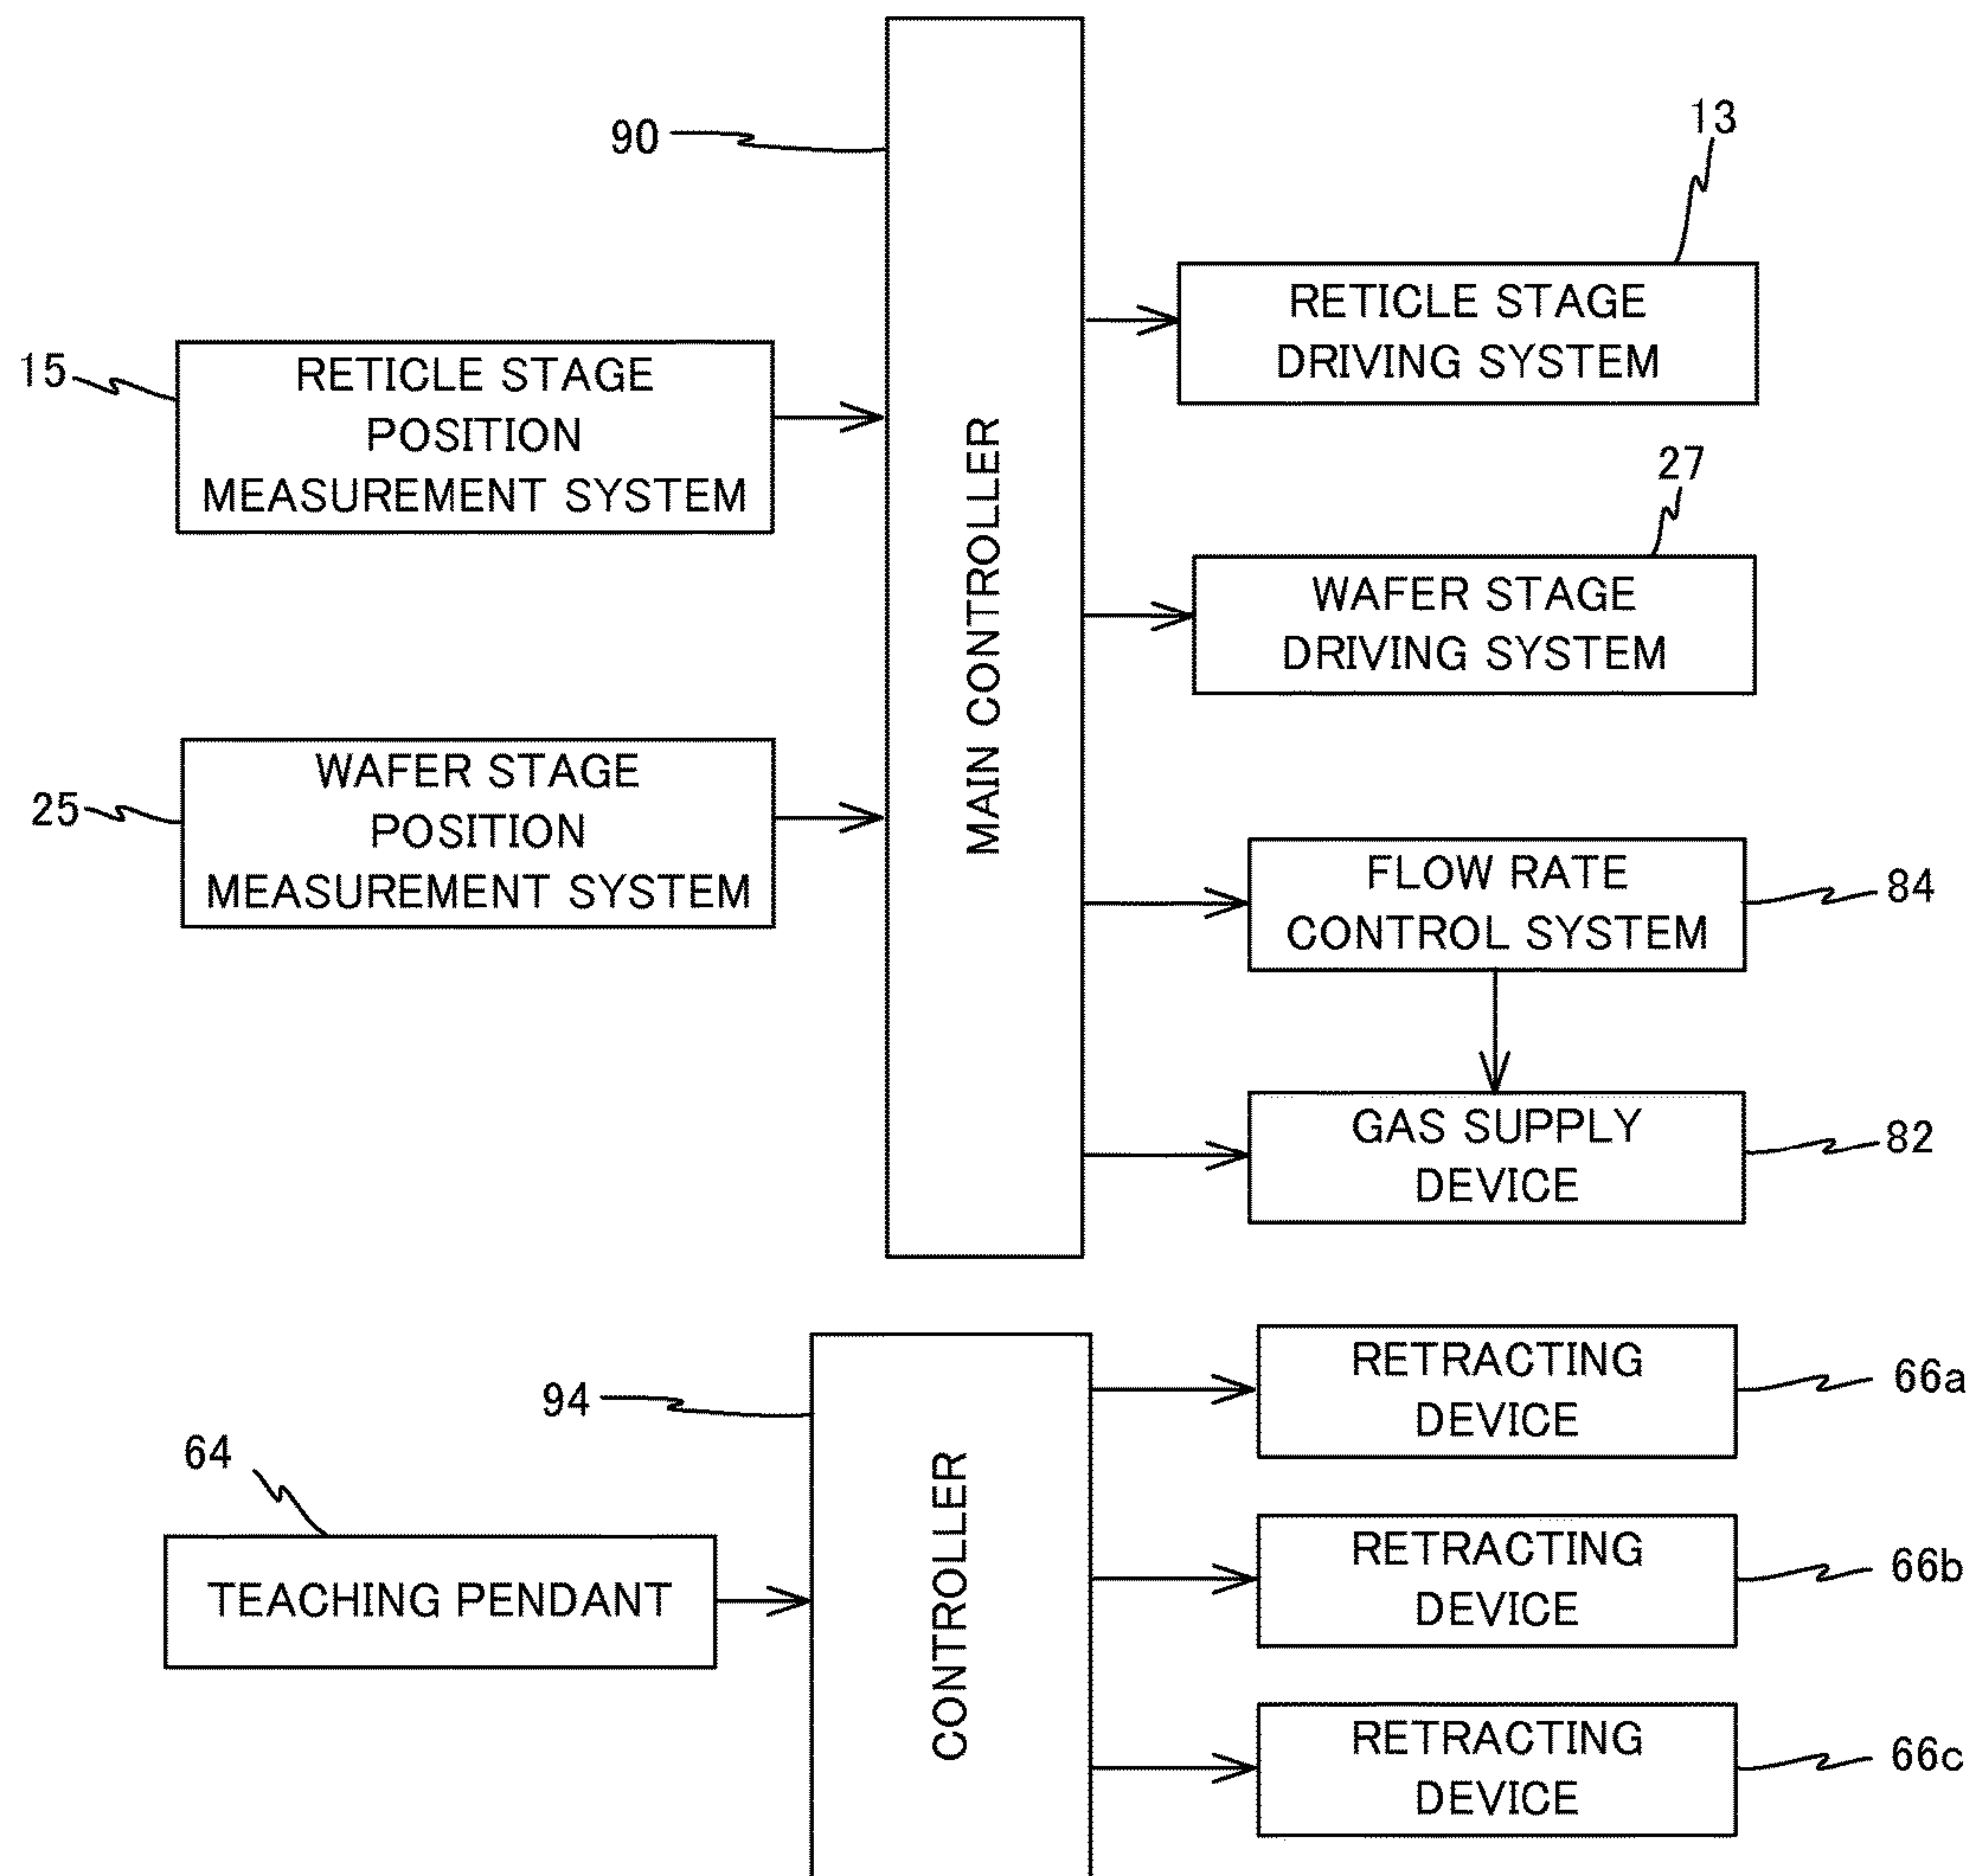 90
13
RETICLE STAGE
DRIVING SYSTEM
15
RETICLE STAGE
POSITION
MEASUREMENT SYSTEM
MAIN CONTROLLER
27
WAFER STAGE
DRIVING SYSTEM
25
WAFER STAGE
POSITION
MEASUREMENT SYSTEM
FLOW RATE
CONTROL SYSTEM
84
GAS SUPPLY
DEVICE
82
94
64
TEACHING PENDANT
CONTROLLER
RETRACTING
DEVICE
66a
RETRACTING
DEVICE
66b
RETRACTING
DEVICE
66c